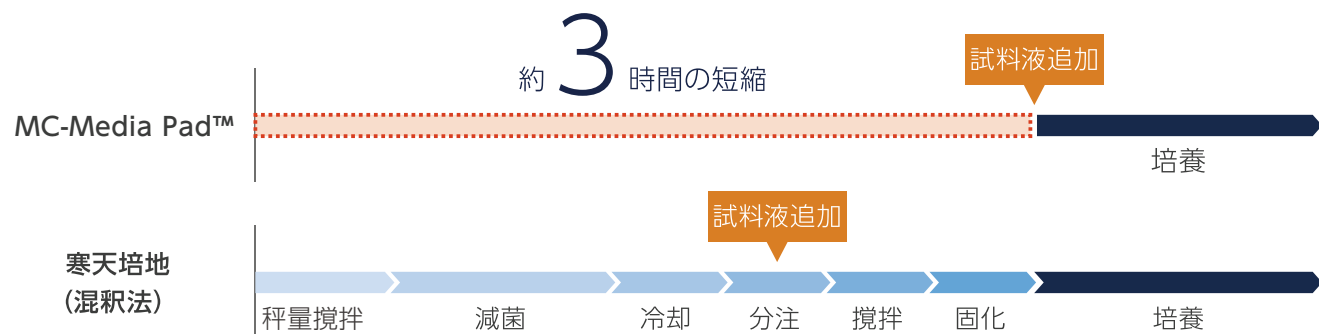 約 3 時間の短縮
試料液追加
MC-Media Pad™
培養
試料液追加
寒天培地
(混釈法)
秤量撹拌
滅菌
冷却
分注
撹拌
固化
培養